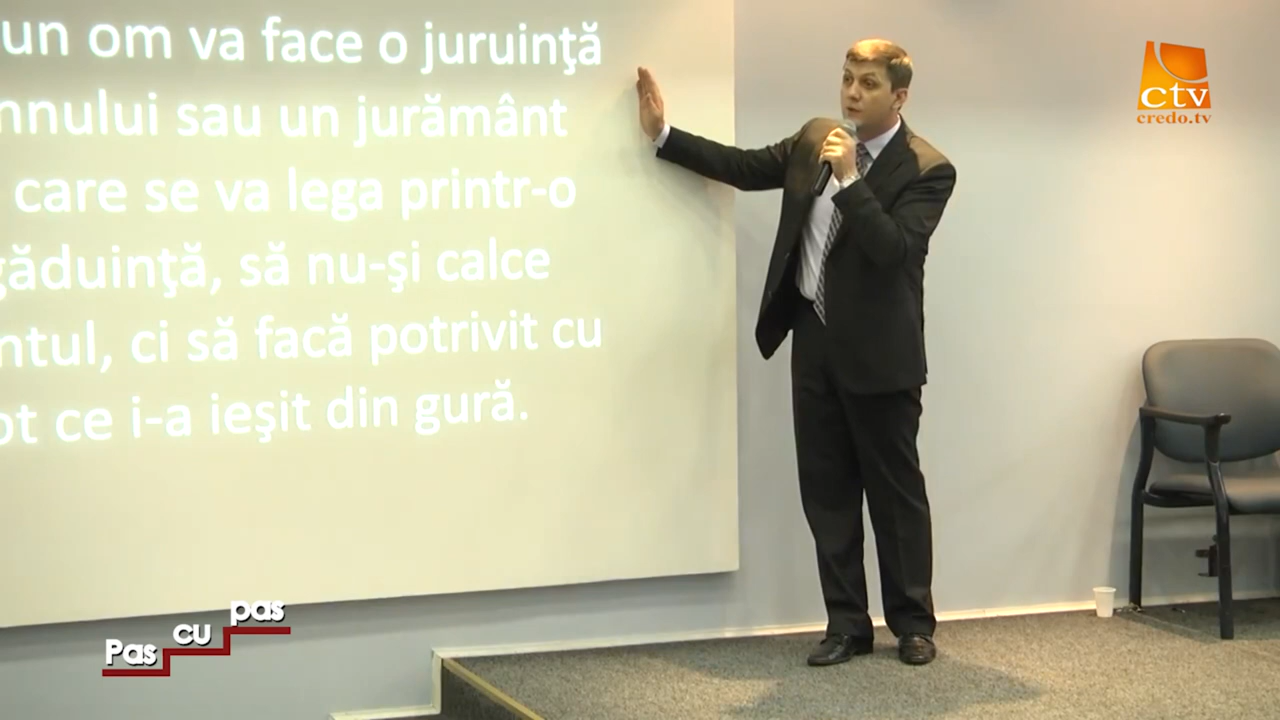 un om va face o juruinţă
mnului sau un jurământ
care se va lega printr-o
găduinţă, să nu-şi calce
ntul, ci să facă potrivit cu
ot ce i-a ieşit din gură.
ctv
credo.tv
Pas cu pas